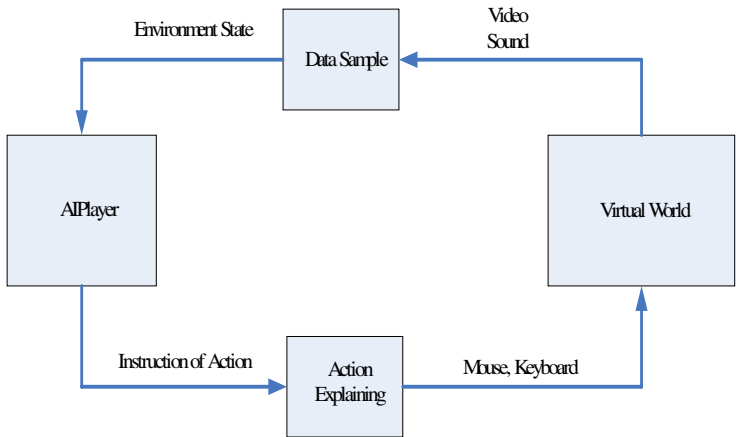 Environment State
Video
Sound
Data Sample
AIPlayer
Virtual World
Instruction of Action
Action
Explaining
Mouse, Keyboard